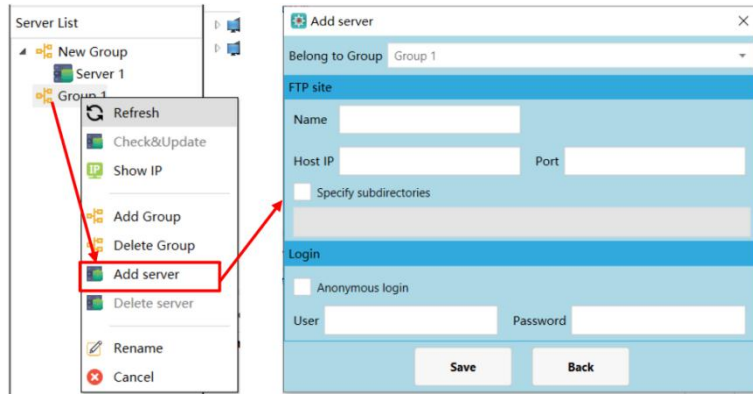 Server List
New Group
Server 1
Group 1
Refresh
Check&Update
IP
Show IP
Add Group
Delete Group
Add server
Delete server
Rename
Cancel
Add server
Belong to Group Group 1
FTP site
Name
Host IP Port
Specify subdirectories
Login
Anonymous login
User Password
Save Back